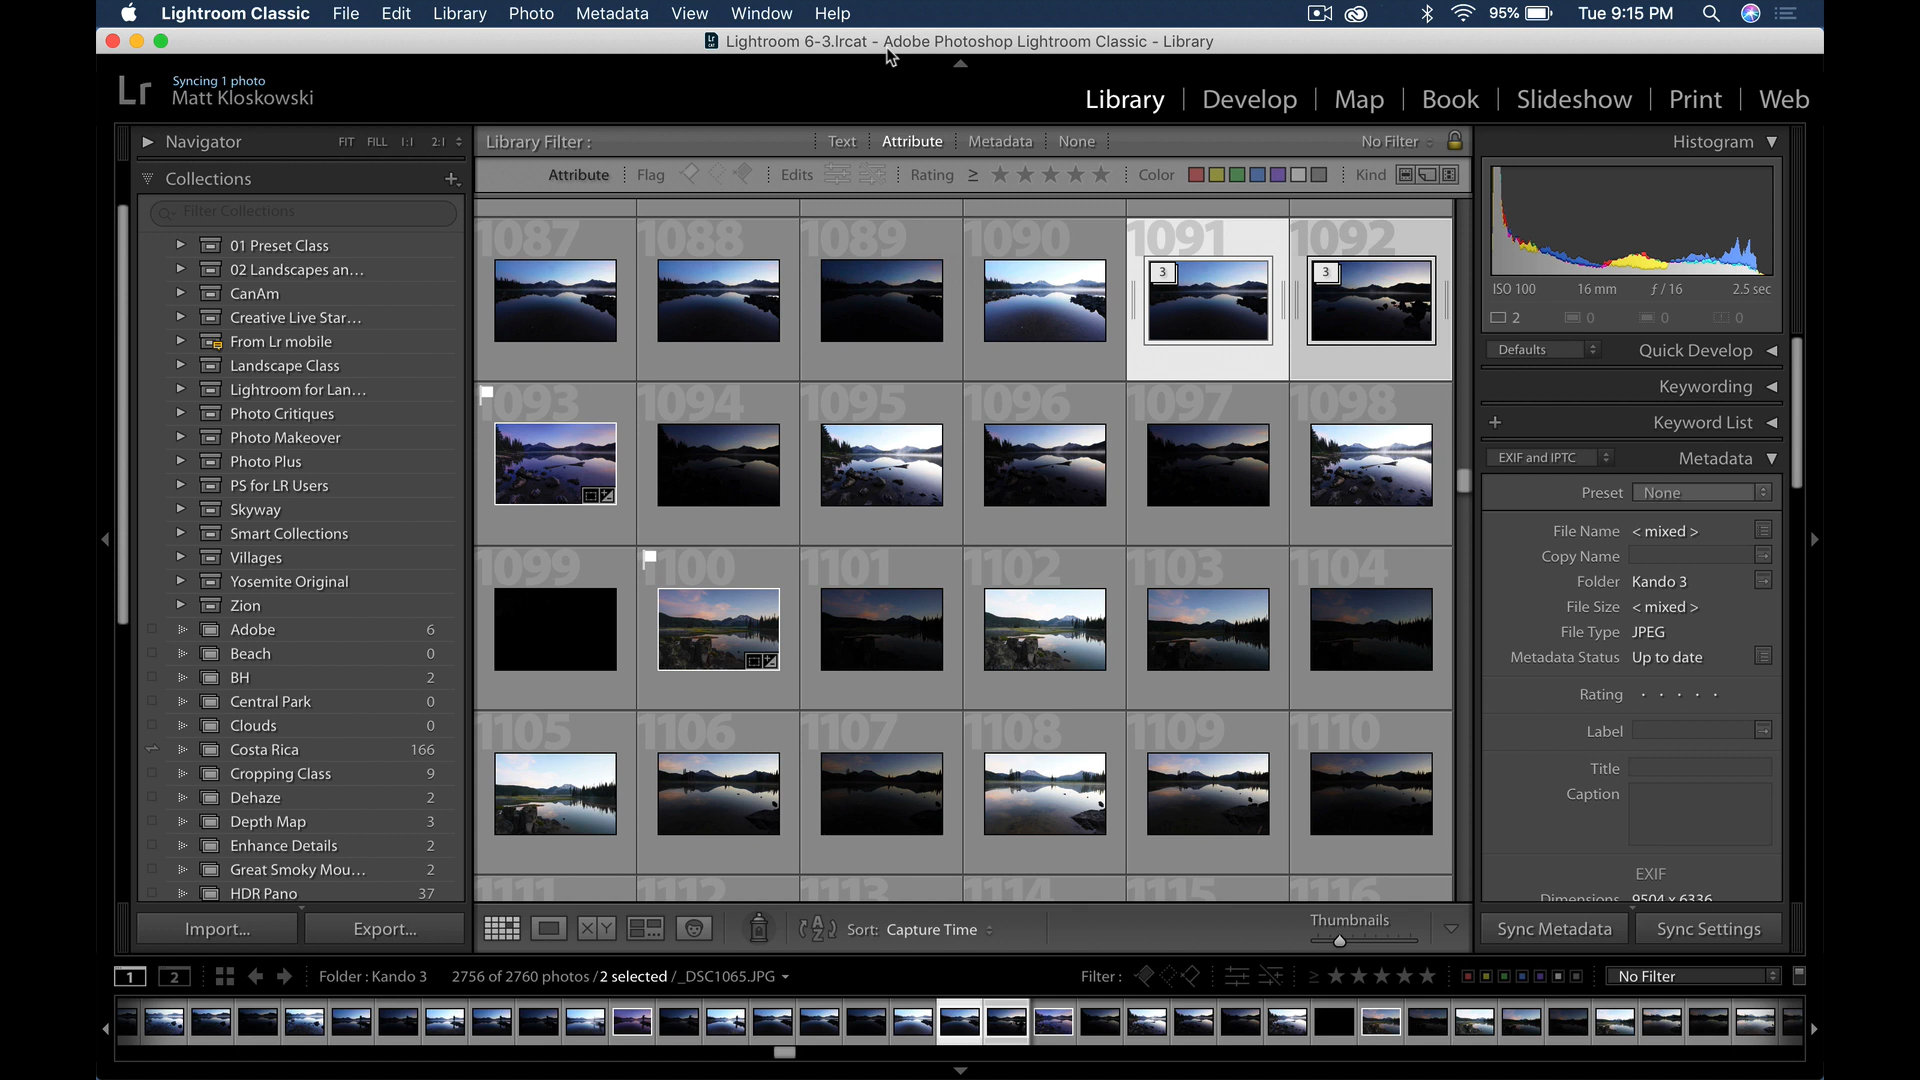 Lightroom Classic File Edit Library Photo Metadata View Window Help 95% Tue 9:15 PM
Lightroom 6-3.lrcat - Adobe Photoshop Lightroom Classic - Library
Lr
Syncing 1 photo
Matt Kloskowski
Library | Develop | Map | Book | Slideshow | Print | Web
Navigator FIT FILL 1:1 2:1
Collections
Filter Collections
01 Preset Class
02 Landscapes an...
CanAm
Creative Live Star...
From Lr mobile
Landscape Class
Lightroom for Lan...
Photo Critiques
Photo Makeover
Photo Plus
PS for LR Users
Skyway
Smart Collections
Villages
Yosemite Original
Zion
Adobe 6
Beach 0
BH 2
Central Park 0
Clouds 0
Costa Rica 166
Cropping Class 9
Dehaze 2
Depth Map 3
Enhance Details 2
Great Smoky Mou... 2
HDR Pano 37
Import... Export...
Library Filter : Text Attribute Metadata None No Filter
Attribute Flag Edits Rating ≥ Color Kind
1087 1088 1089 1090 1091 1092
3 3
1093 1094 1095 1096 1097 1098
1099 1100 1101 1102 1103 1104
1105 1106 1107 1108 1109 1110
1111 1112 1113 1114 1115 1116
XY Sort: Capture Time Thumbnails
Histogram
ISO 100 16 mm ƒ / 16 2.5 sec
2 0 0 0
Defaults Quick Develop
Keywording
Keyword List
EXIF and IPTC Metadata
Preset None
File Name < mixed >
Copy Name
Folder Kando 3
File Size < mixed >
File Type JPEG
Metadata Status Up to date
Rating
Label
Title
Caption
EXIF
Dimensions 9504 x 6336
Sync Metadata Sync Settings
1 2 Folder : Kando 3 2756 of 2760 photos / 2 selected / _DSC1065.JPG Filter : ≥ No Filter